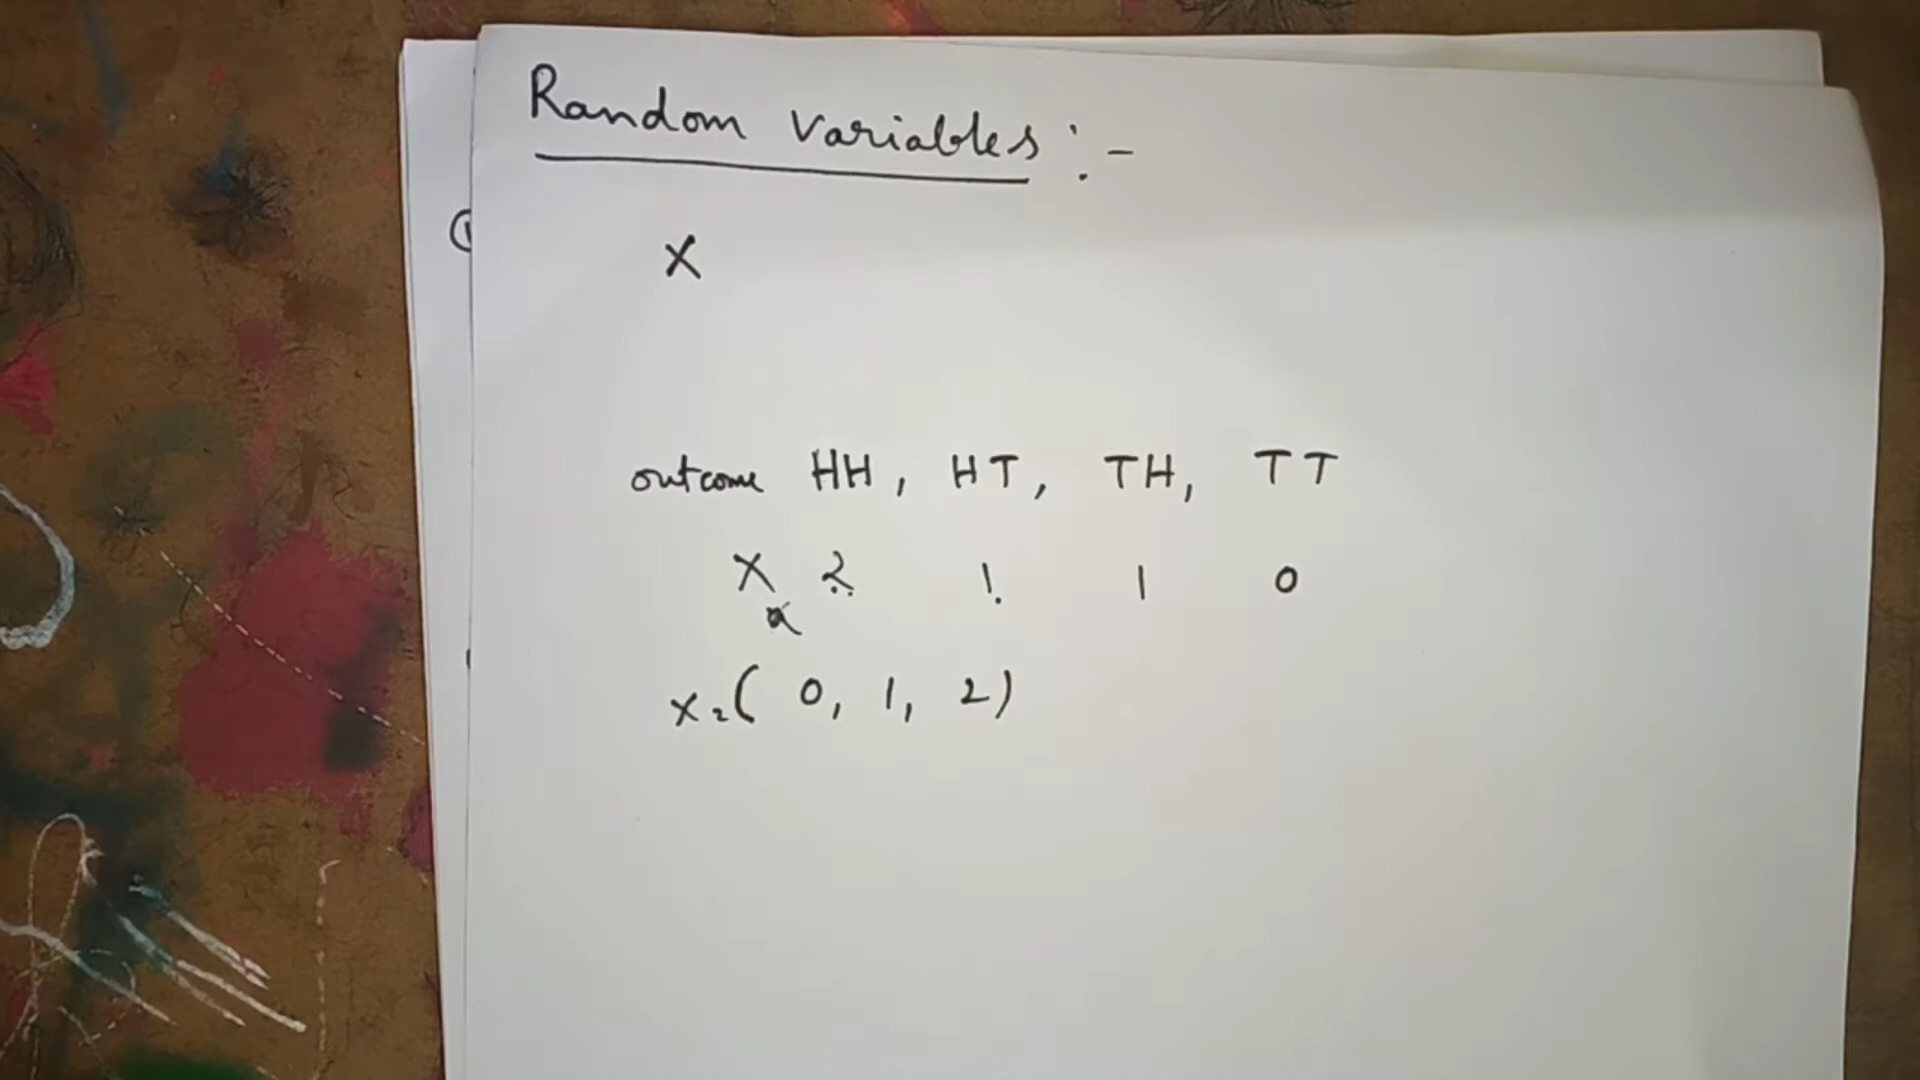 Random Variables :-
X
outcome HH, HT, TH, TT
X 2 1 1 0
X = ( 0, 1, 2)